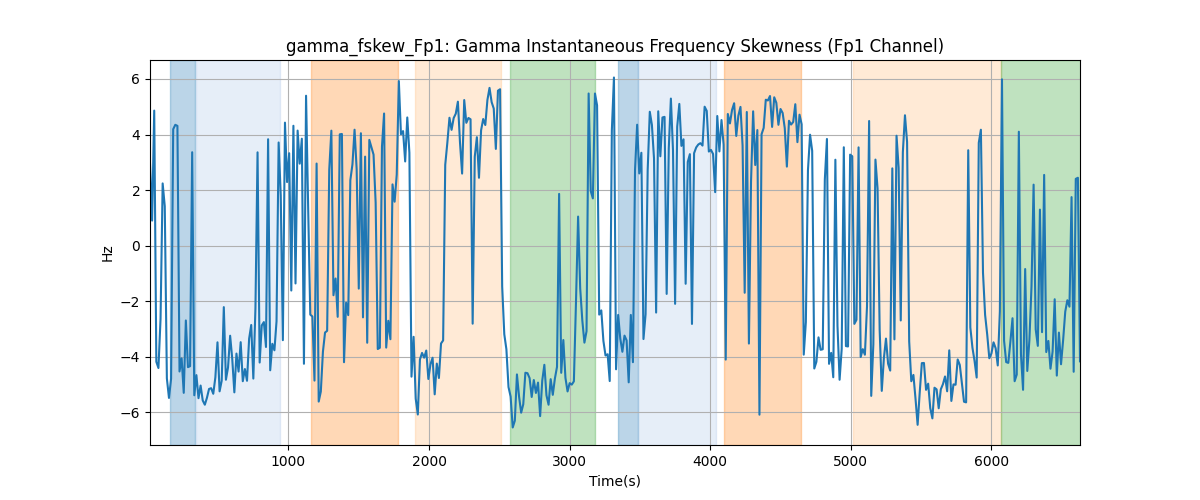 gamma_fskew_Fp1: Gamma Instantaneous Frequency Skewness (Fp1 Channel)
6
4
2
0
−2
−4
−6
Hz
1000 2000 3000 4000 5000 6000
Time(s)